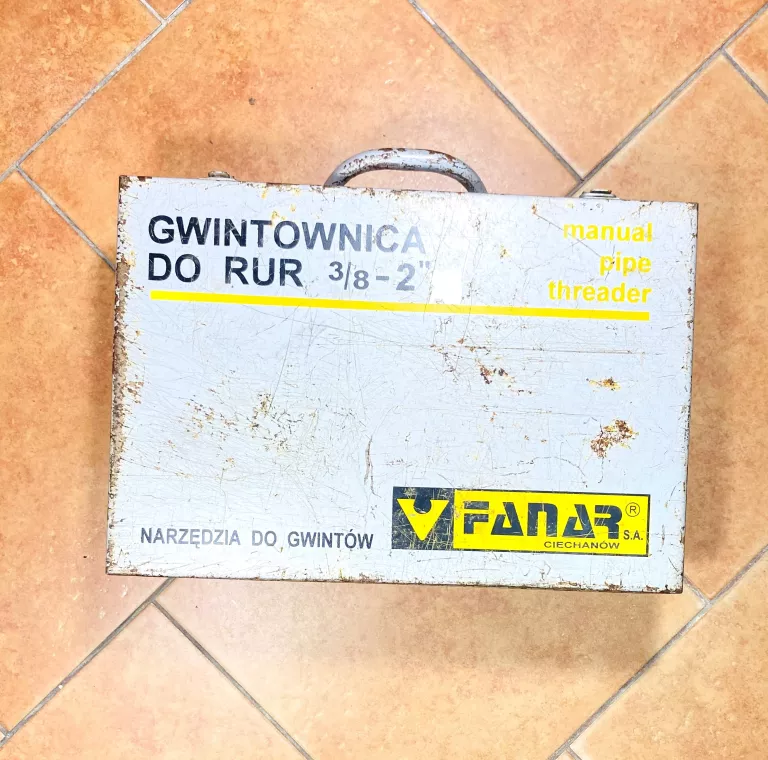 GWINTOWNICA
DO RUR 3/8-2"
manual
pipe
threader
NARZĘDZIA DO GWINTÓW
FANAR® S.A.
CIECHANÓW